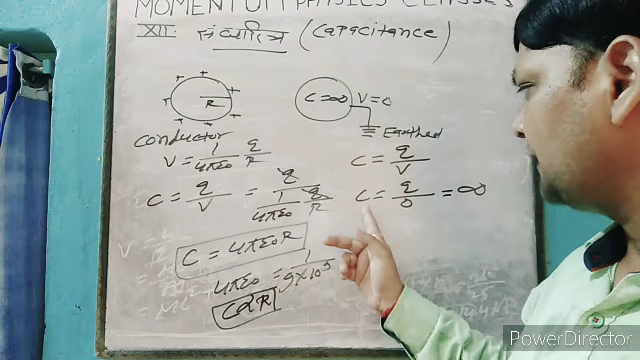 MOMENTUM PHYSICS CLASSES
XII संधारित्र (Capacitance)
R
C=∞ V=0
Earthed
conductor
V = 1/4πε0 q/R
C = q/V
C = q/V = q / (1/4πε0 q/R)
C = q/0 = ∞
C = 4πε0R
4πε0 = 1/9×10⁹
C∝R
PowerDirector